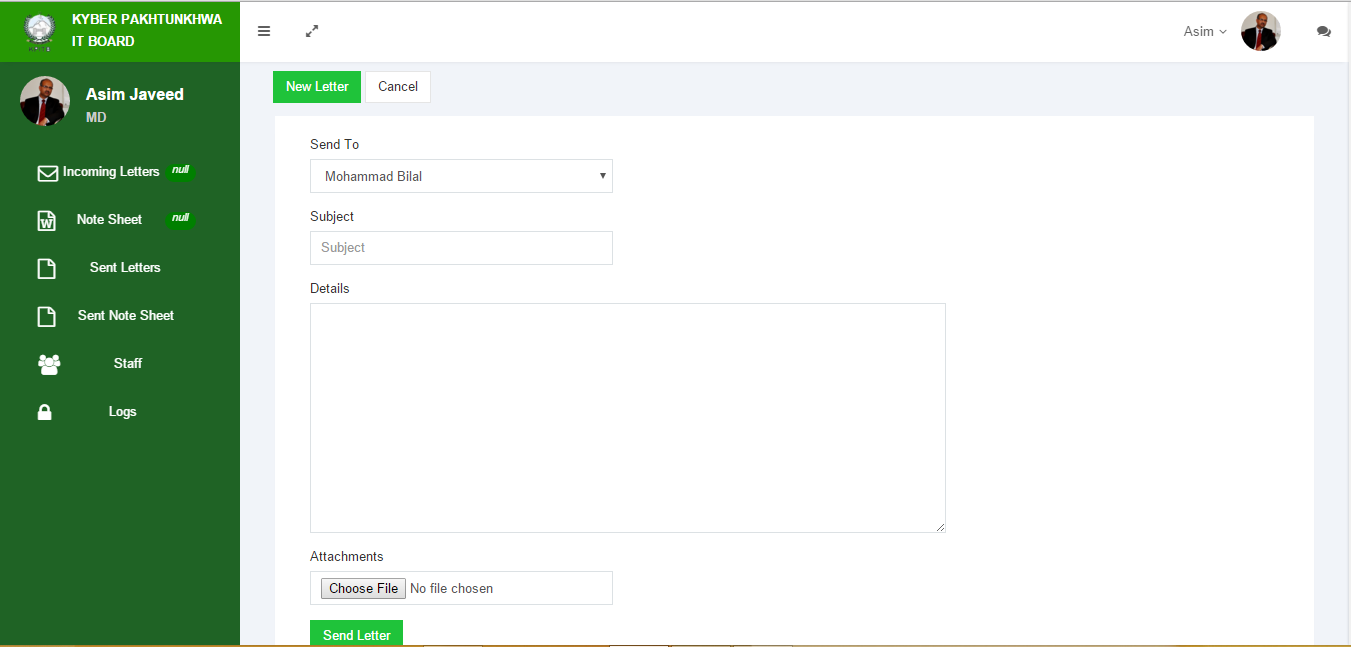 KYBER PAKHTUNKHWA
IT BOARD
Asim
Asim Javeed
MD
Incoming Letters null
Note Sheet null
Sent Letters
Sent Note Sheet
Staff
Logs
New Letter Cancel
Send To
Mohammad Bilal
Subject
Subject
Details
Attachments
Choose File No file chosen
Send Letter